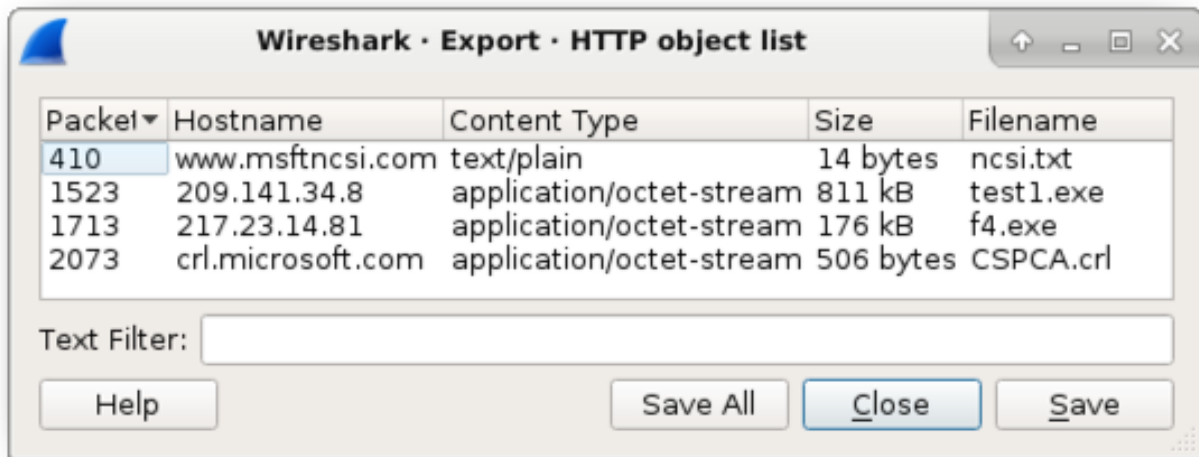 Wireshark · Export · HTTP object list
Packet Hostname Content Type Size Filename
410 www.msftncsi.com text/plain 14 bytes ncsi.txt
1523 209.141.34.8 application/octet-stream 811 kB test1.exe
1713 217.23.14.81 application/octet-stream 176 kB f4.exe
2073 crl.microsoft.com application/octet-stream 506 bytes CSPCA.crl
Text Filter:
Help Save All Close Save